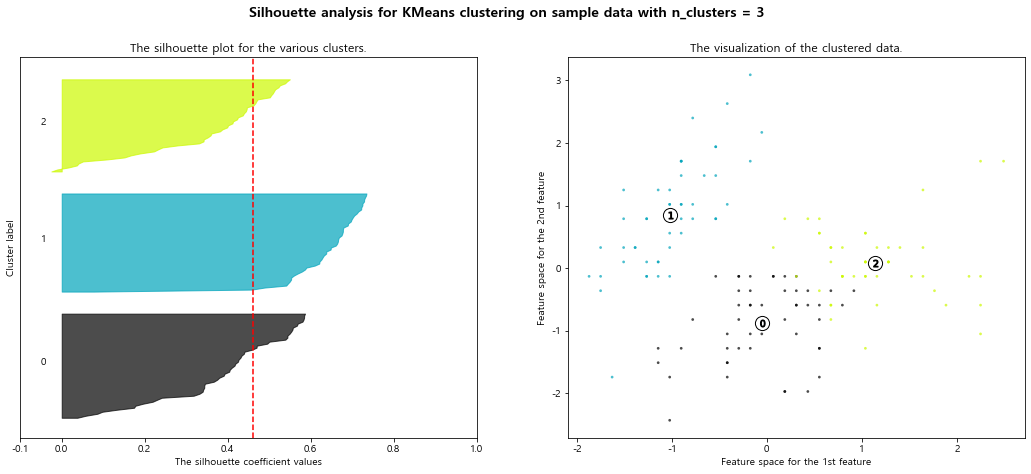 Silhouette analysis for KMeans clustering on sample data with n_clusters = 3
The silhouette plot for the various clusters.
Cluster label
2
1
0
-0.1 0.0 0.2 0.4 0.6 0.8 1.0
The silhouette coefficient values
The visualization of the clustered data.
Feature space for the 2nd feature
3
2
1
0
-1
-2
1
2
0
-2 -1 0 1 2
Feature space for the 1st feature